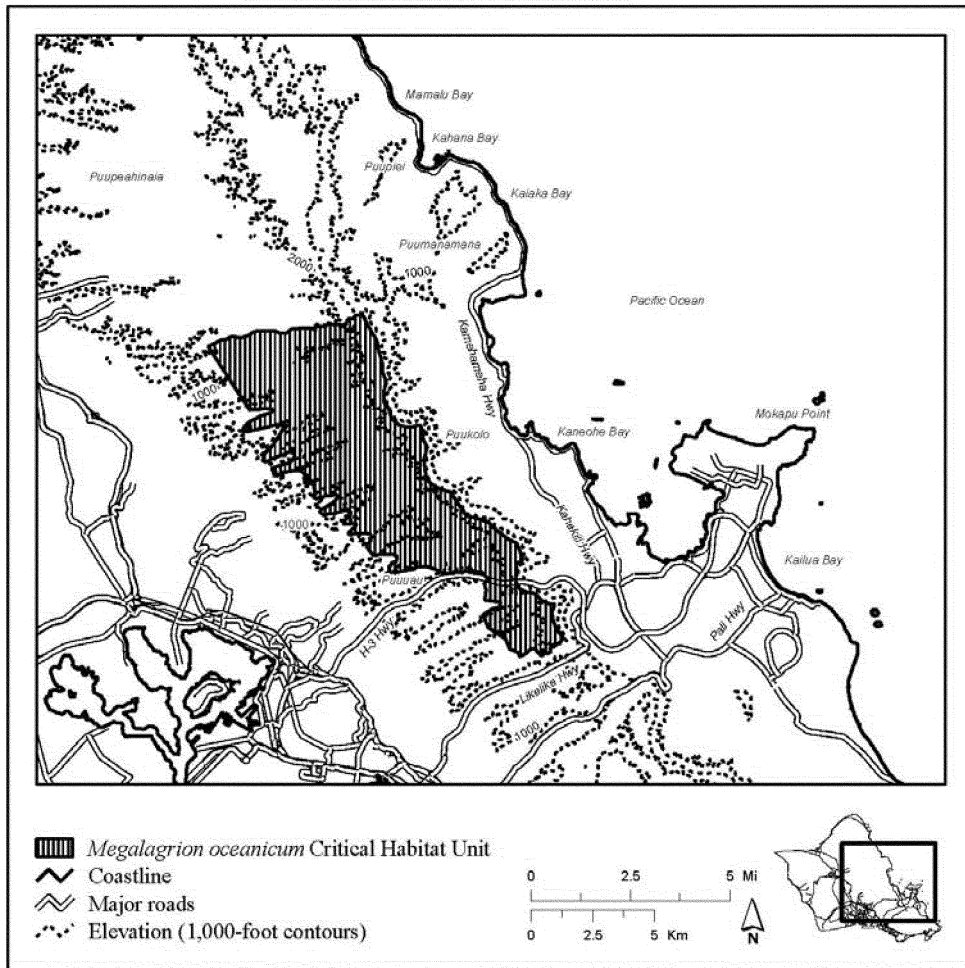 Mamalu Bay
Kahana Bay
Puupiei
Puupeahinaia
Kaiaka Bay
Puumanamana
2000
1000
Pacific Ocean
Kamehameha Hwy
1000
Mokapu Point
Puukolo
Kaneohe Bay
1000
Kahekili Hwy
Kailua Bay
Puuuau
H-3 Hwy
Pali Hwy
Likelike Hwy
1000
Megalagrion oceanicum Critical Habitat Unit
Coastline
Major roads
Elevation (1,000-foot contours)
0 2.5 5 Mi
0 2.5 5 Km
N